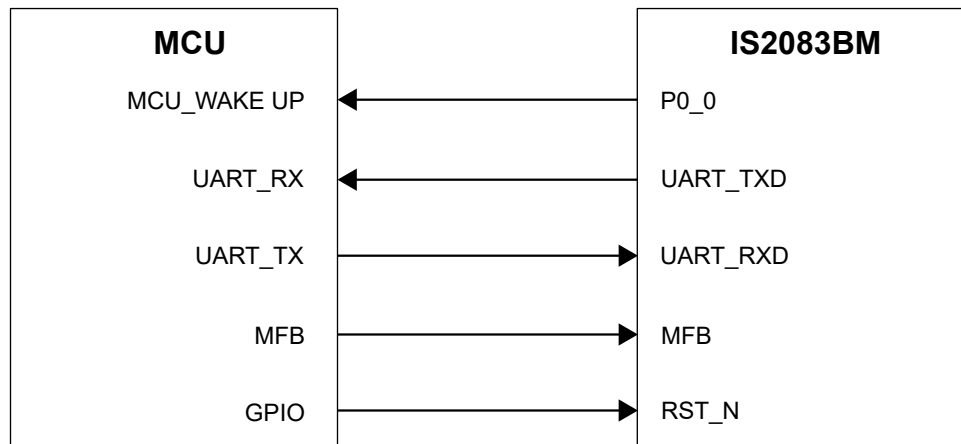 MCU
IS2083BM
MCU_WAKE UP
P0_0
UART_RX
UART_TXD
UART_TX
UART_RXD
MFB
MFB
GPIO
RST_N